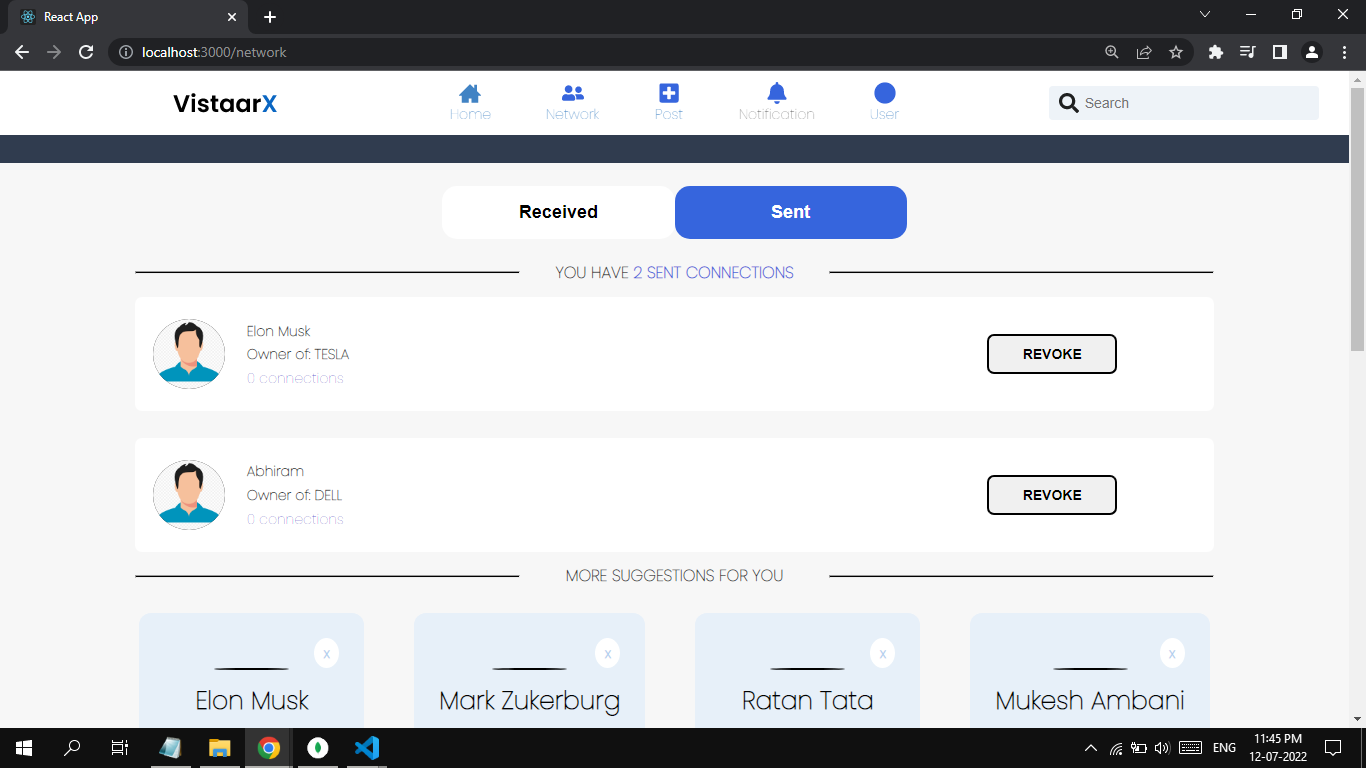 React App
localhost:3000/network
VistaarX
Home
Network
Post
Notification
User
Search
Received
Sent
YOU HAVE 2 SENT CONNECTIONS
Elon Musk
Owner of: TESLA
0 connections
REVOKE
Abhiram
Owner of: DELL
0 connections
REVOKE
MORE SUGGESTIONS FOR YOU
x
x
x
x
Elon Musk
Mark Zukerburg
Ratan Tata
Mukesh Ambani
ENG
11:45 PM
12-07-2022